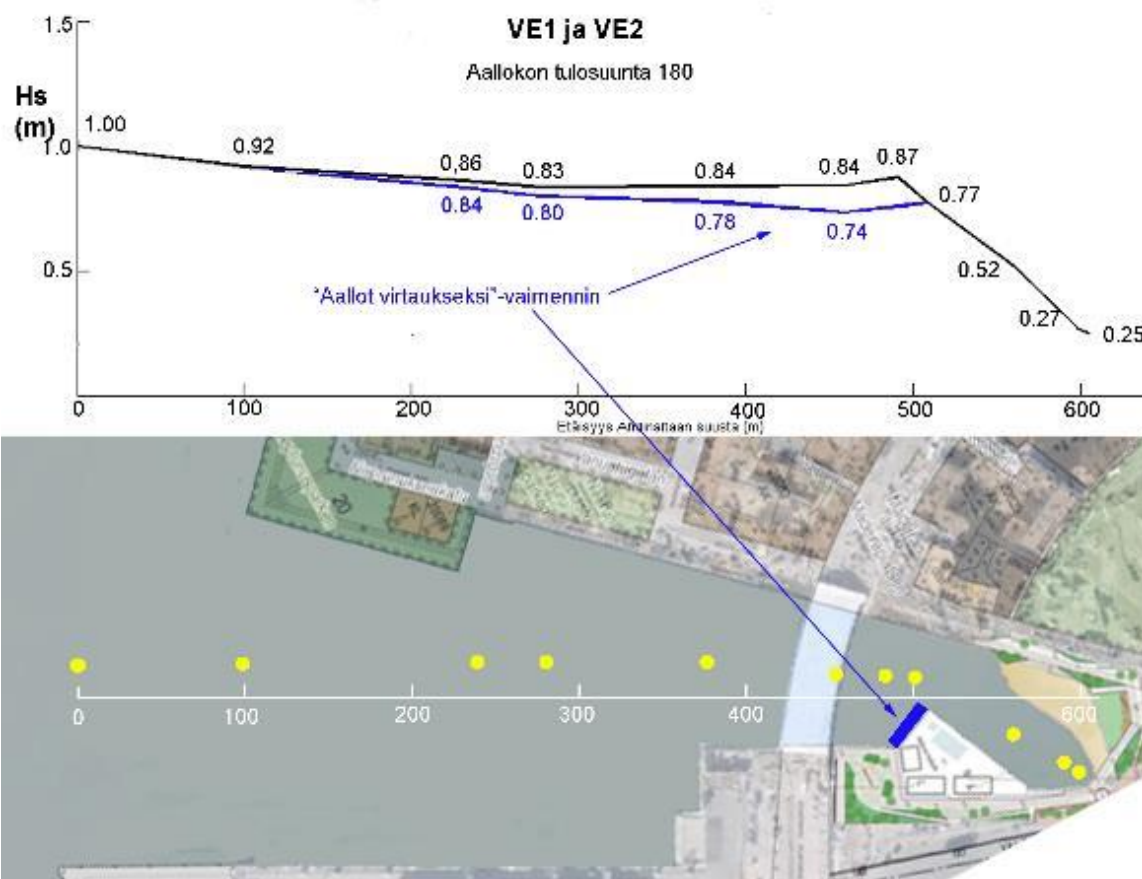 1.5
VE1 ja VE2
Aallokon tulosuunta 180
Hs
(m)
1.00
1.0
0.92
0,86
0.83
0.84
0.84
0.87
0.77
0.84
0.80
0.78
0.74
0.5
0.52
"Aallot virtaukseksi"-vaimennin
0.27
0.25
0 100 200 300 400 500 600
Etäisyys suusta (m)
20
0 100 200 300 400 600